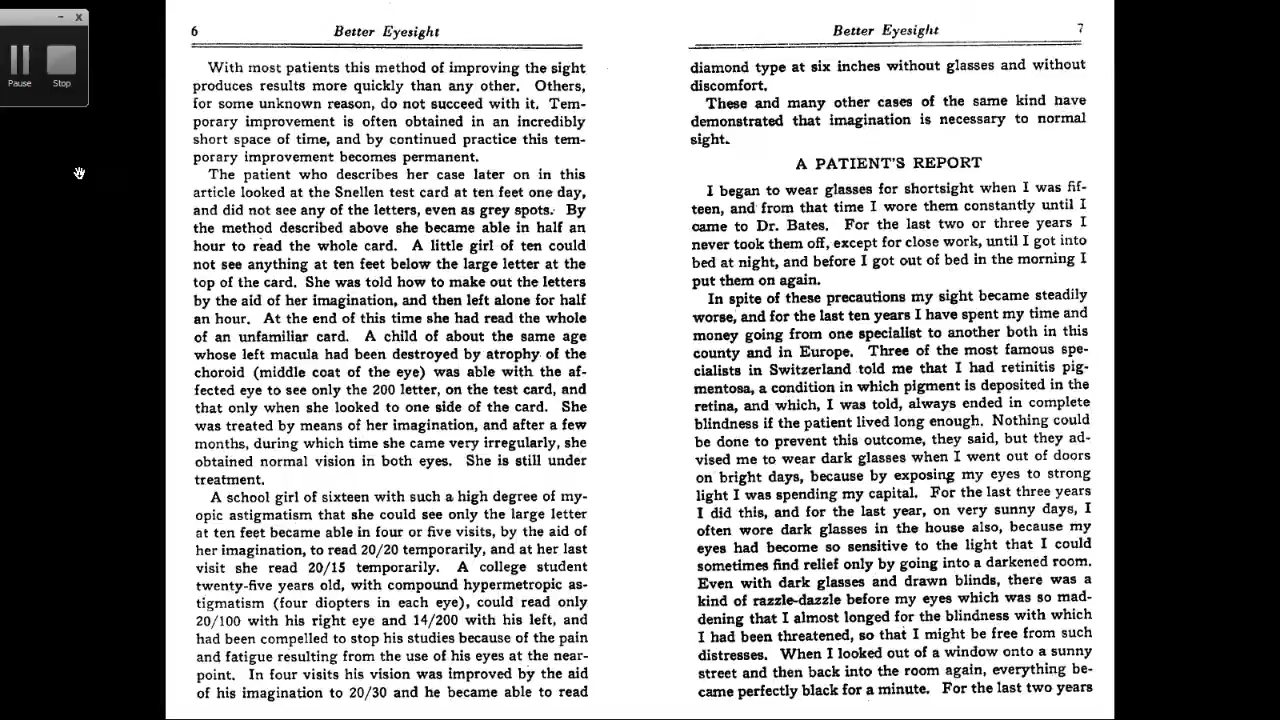 Pause Stop
6 Better Eyesight
With most patients this method of improving the sight
produces results more quickly than any other. Others,
for some unknown reason, do not succeed with it. Tem-
porary improvement is often obtained in an incredibly
short space of time, and by continued practice this tem-
porary improvement becomes permanent.
The patient who describes her case later on in this
article looked at the Snellen test card at ten feet one day,
and did not see any of the letters, even as grey spots. By
the method described above she became able in half an
hour to read the whole card. A little girl of ten could
not see anything at ten feet below the large letter at the
top of the card. She was told how to make out the letters
by the aid of her imagination, and then left alone for half
an hour. At the end of this time she had read the whole
of an unfamiliar card. A child of about the same age
whose left macula had been destroyed by atrophy of the
choroid (middle coat of the eye) was able with the af-
fected eye to see only the 200 letter, on the test card, and
that only when she looked to one side of the card. She
was treated by means of her imagination, and after a few
months, during which time she came very irregularly, she
obtained normal vision in both eyes. She is still under
treatment.
A school girl of sixteen with such a high degree of my-
opic astigmatism that she could see only the large letter
at ten feet became able in four or five visits, by the aid of
her imagination, to read 20/20 temporarily, and at her last
visit she read 20/15 temporarily. A college student
twenty-five years old, with compound hypermetropic as-
tigmatism (four diopters in each eye), could read only
20/100 with his right eye and 14/200 with his left, and
had been compelled to stop his studies because of the pain
and fatigue resulting from the use of his eyes at the near-
point. In four visits his vision was improved by the aid
of his imagination to 20/30 and he became able to read
Better Eyesight 7
diamond type at six inches without glasses and without
discomfort.
These and many other cases of the same kind have
demonstrated that imagination is necessary to normal
sight.
A PATIENT'S REPORT
I began to wear glasses for shortsight when I was fif-
teen, and from that time I wore them constantly until I
came to Dr. Bates. For the last two or three years I
never took them off, except for close work, until I got into
bed at night, and before I got out of bed in the morning I
put them on again.
In spite of these precautions my sight became steadily
worse, and for the last ten years I have spent my time and
money going from one specialist to another both in this
county and in Europe. Three of the most famous spe-
cialists in Switzerland told me that I had retinitis pig-
mentosa, a condition in which pigment is deposited in the
retina, and which, I was told, always ended in complete
blindness if the patient lived long enough. Nothing could
be done to prevent this outcome, they said, but they ad-
vised me to wear dark glasses when I went out of doors
on bright days, because by exposing my eyes to strong
light I was spending my capital. For the last three years
I did this, and for the last year, on very sunny days, I
often wore dark glasses in the house also, because my
eyes had become so sensitive to the light that I could
sometimes find relief only by going into a darkened room.
Even with dark glasses and drawn blinds, there was a
kind of razzle-dazzle before my eyes which was so mad-
dening that I almost longed for the blindness with which
I had been threatened, so that I might be free from such
distresses. When I looked out of a window onto a sunny
street and then back into the room again, everything be-
came perfectly black for a minute. For the last two years